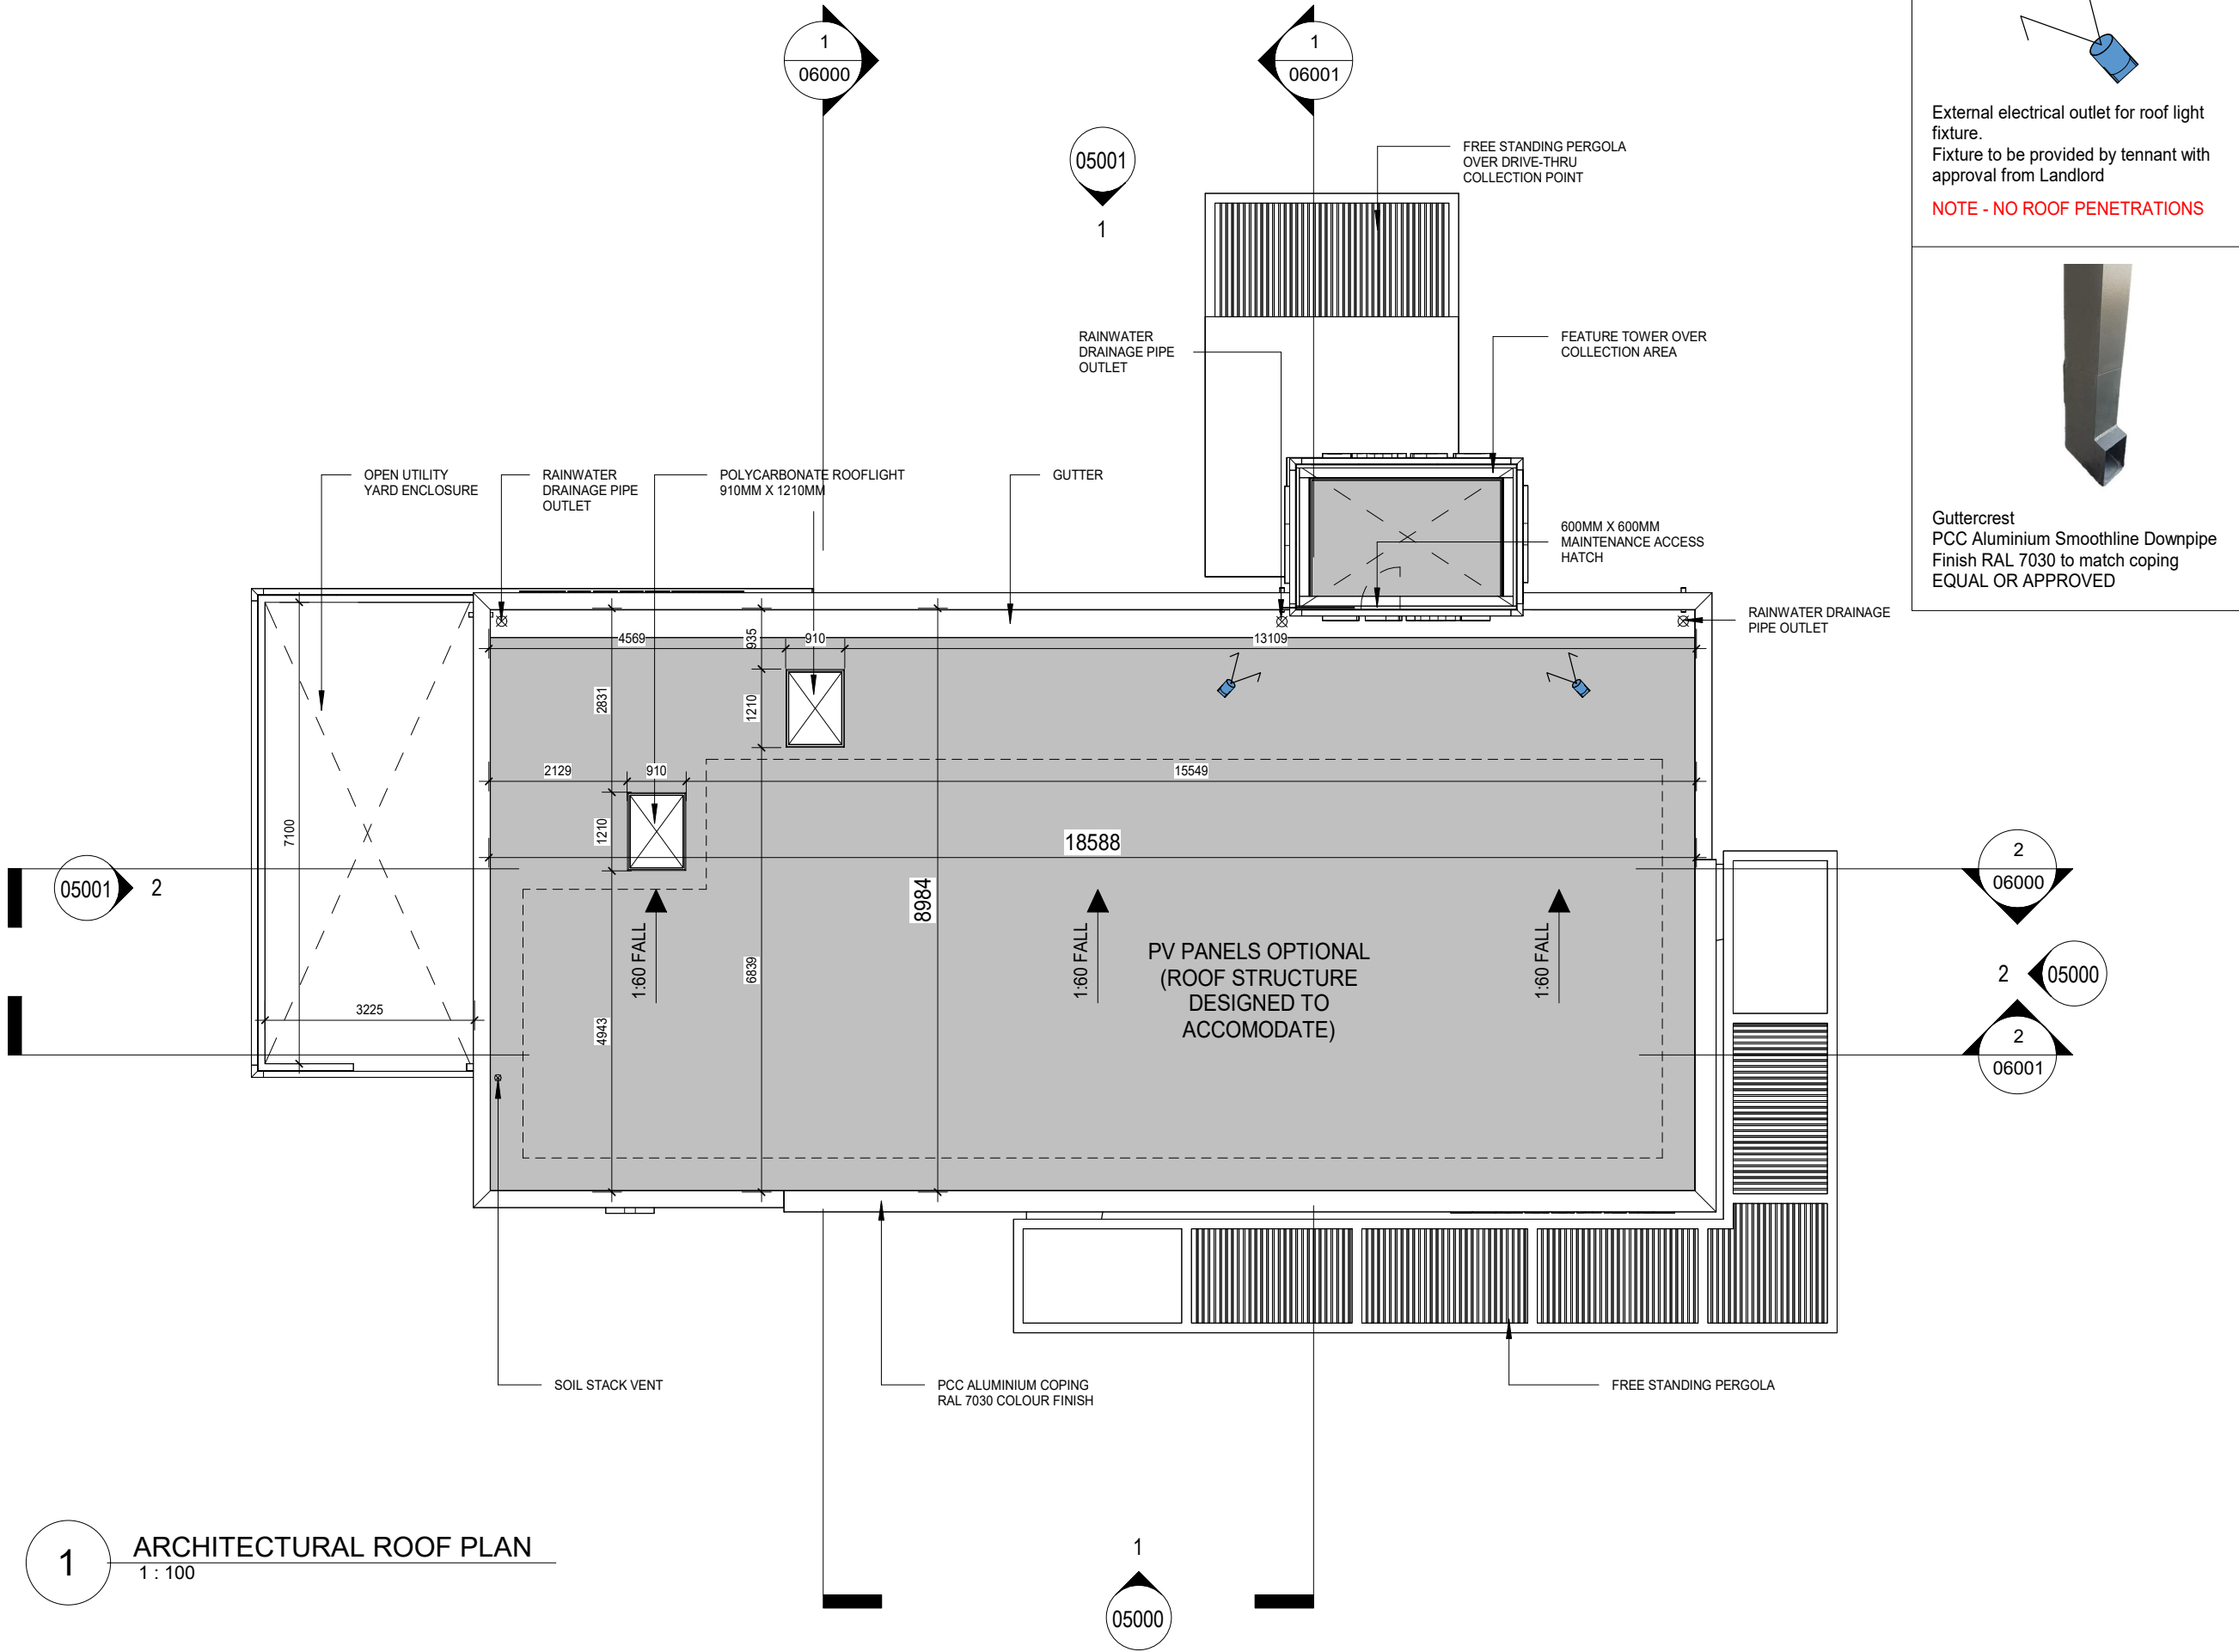 1
06000
1
06001
05001
1
FREE STANDING PERGOLA
OVER DRIVE-THRU
COLLECTION POINT
External electrical outlet for roof light
fixture.
Fixture to be provided by tennant with
approval from Landlord
NOTE - NO ROOF PENETRATIONS
RAINWATER
DRAINAGE PIPE
OUTLET
FEATURE TOWER OVER
COLLECTION AREA
OPEN UTILITY
YARD ENCLOSURE
RAINWATER
DRAINAGE PIPE
OUTLET
POLYCARBONATE ROOFLIGHT
910MM X 1210MM
GUTTER
600MM X 600MM
MAINTENANCE ACCESS
HATCH
Guttercrest
PCC Aluminium Smoothline Downpipe
Finish RAL 7030 to match coping
EQUAL OR APPROVED
RAINWATER DRAINAGE
PIPE OUTLET
4569
935
910
13109
2831
1210
2129
910
15549
7100
1210
18588
8984
05001
2
2
06000
1:60 FALL
6839
1:60 FALL
1:60 FALL
PV PANELS OPTIONAL
(ROOF STRUCTURE
DESIGNED TO
ACCOMODATE)
2
05000
3225
4943
2
06001
SOIL STACK VENT
PCC ALUMINIUM COPING
RAL 7030 COLOUR FINISH
FREE STANDING PERGOLA
1
ARCHITECTURAL ROOF PLAN
1 : 100
1
05000